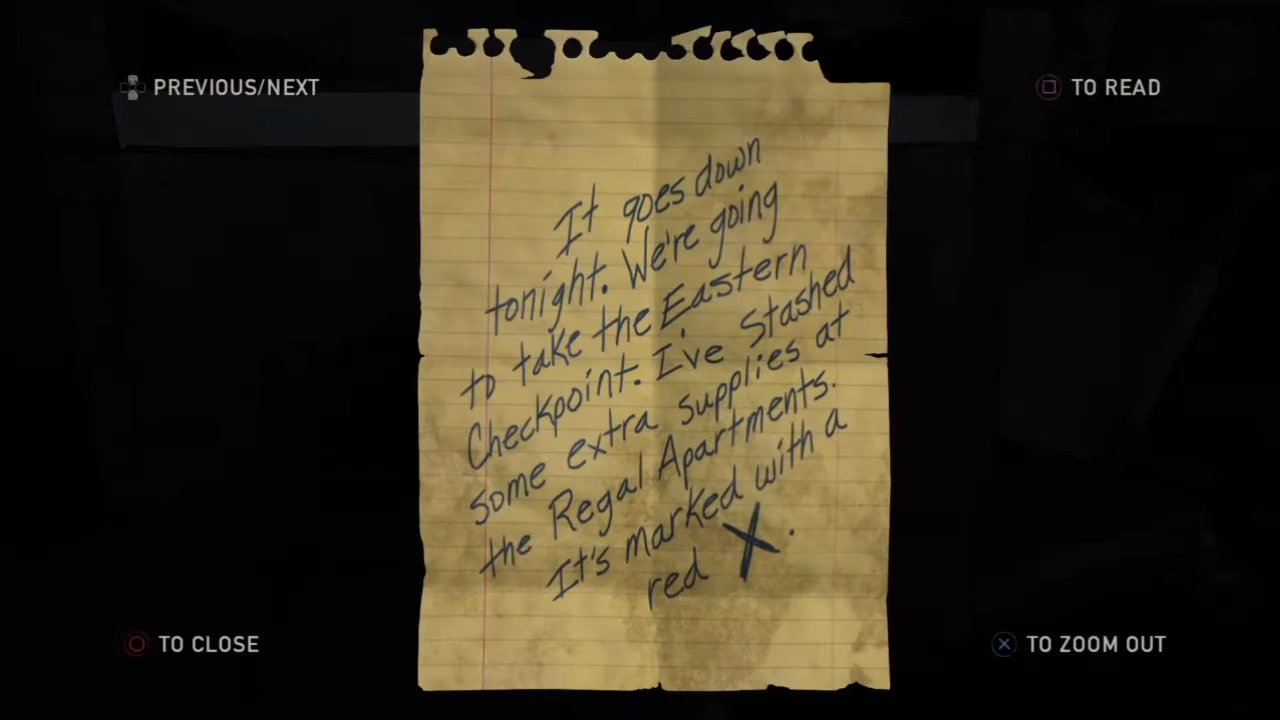 PREVIOUS/NEXT
TO READ
It goes down
tonight. We're going
to take the Eastern
Checkpoint. I've Stashed
some extra supplies at
the Regal Apartments.
It's marked with a
red X.
TO CLOSE
TO ZOOM OUT